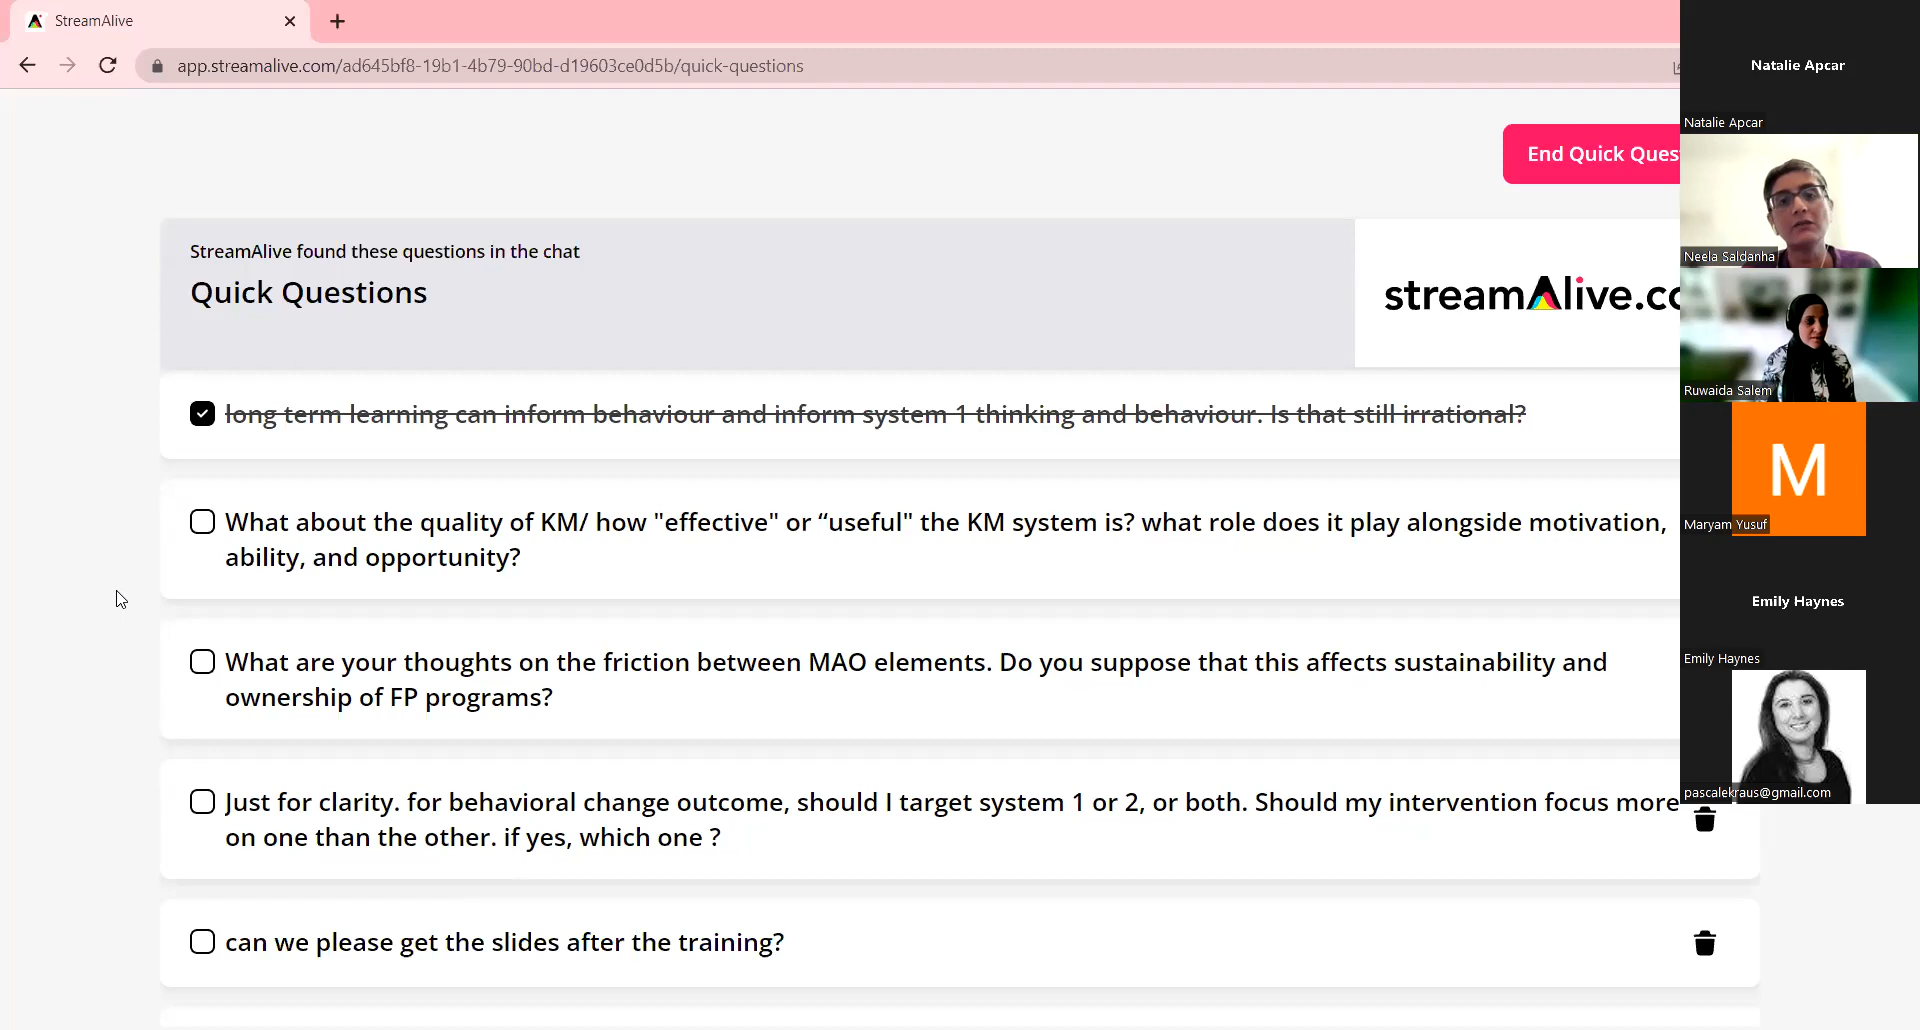 StreamAlive
app.streamalive.com/ad645bf8-19b1-4b79-90bd-d19603ce0d5b/quick-questions
End Quick Ques
StreamAlive found these questions in the chat
Quick Questions
streamAlive.co
long term learning can inform behaviour and inform system 1 thinking and behaviour. Is that still irrational?
What about the quality of KM/ how "effective" or “useful" the KM system is? what role does it play alongside motivation,
ability, and opportunity?
What are your thoughts on the friction between MAO elements. Do you suppose that this affects sustainability and
ownership of FP programs?
Just for clarity. for behavioral change outcome, should I target system 1 or 2, or both. Should my intervention focus more
on one than the other. if yes, which one ?
can we please get the slides after the training?
Natalie Apcar
Natalie Apcar
Neela Saldanha
Ruwaida Salem
M
Maryam Yusuf
Emily Haynes
Emily Haynes
pascalekraus@gmail.com